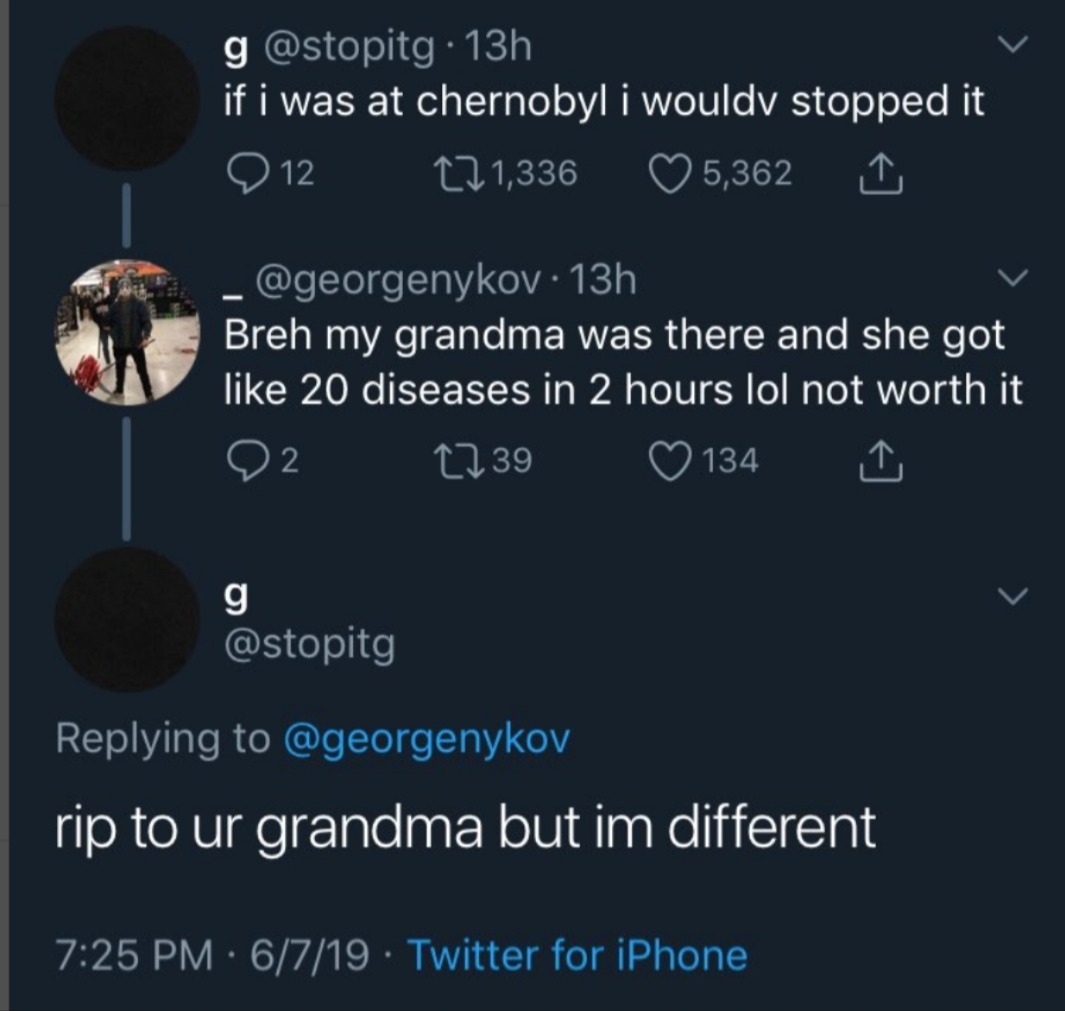 g @stopitg · 13h
if i was at chernobyl i wouldv stopped it
12 1,336 5,362
_ @georgenykov · 13h
Breh my grandma was there and she got
like 20 diseases in 2 hours lol not worth it
2 39 134
g
@stopitg
Replying to @georgenykov
rip to ur grandma but im different
7:25 PM · 6/7/19 · Twitter for iPhone